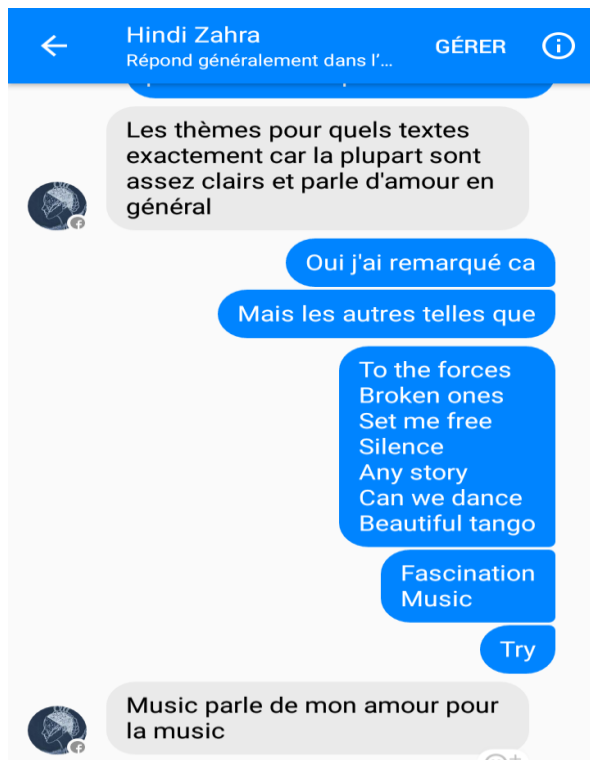 Hindi Zahra
Répond généralement dans l'...
GÉRER
Les thèmes pour quels textes
exactement car la plupart sont
assez clairs et parle d'amour en
général
Oui j'ai remarqué ca
Mais les autres telles que
To the forces
Broken ones
Set me free
Silence
Any story
Can we dance
Beautiful tango
Fascination
Music
Try
Music parle de mon amour pour
la music